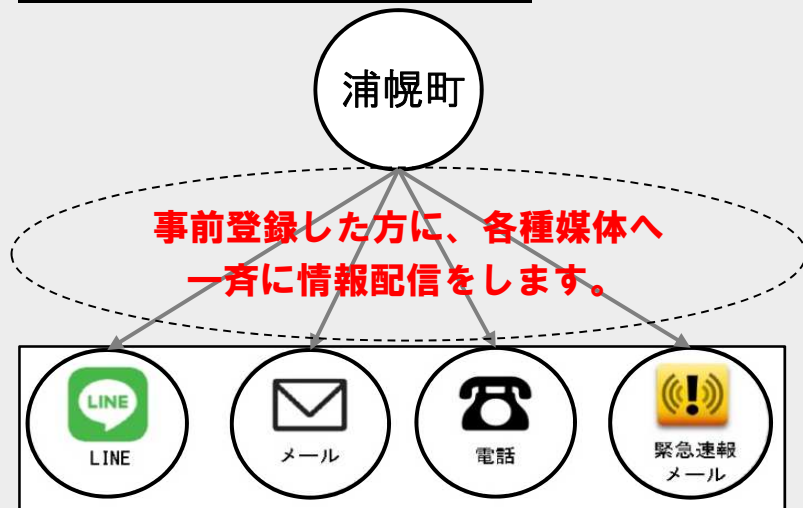 浦幌町
事前登録した方に、各種媒体へ
一斉に情報配信をします。
LINE
LINE
メール
電話
緊急速報
メール